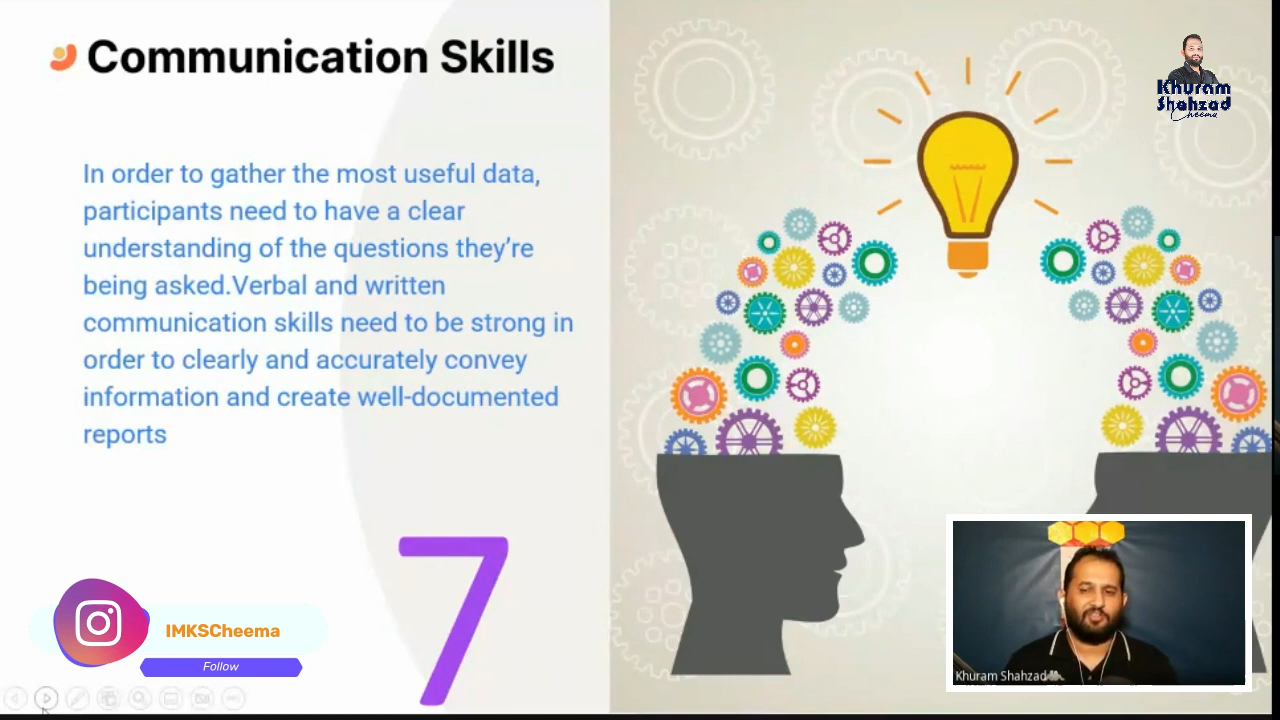 Communication Skills
Khuram
Shahzad
Cheema
In order to gather the most useful data,
participants need to have a clear
understanding of the questions they’re
being asked.Verbal and written
communication skills need to be strong in
order to clearly and accurately convey
information and create well-documented
reports
7
IMKSCheema
Follow
Khuram Shahzad